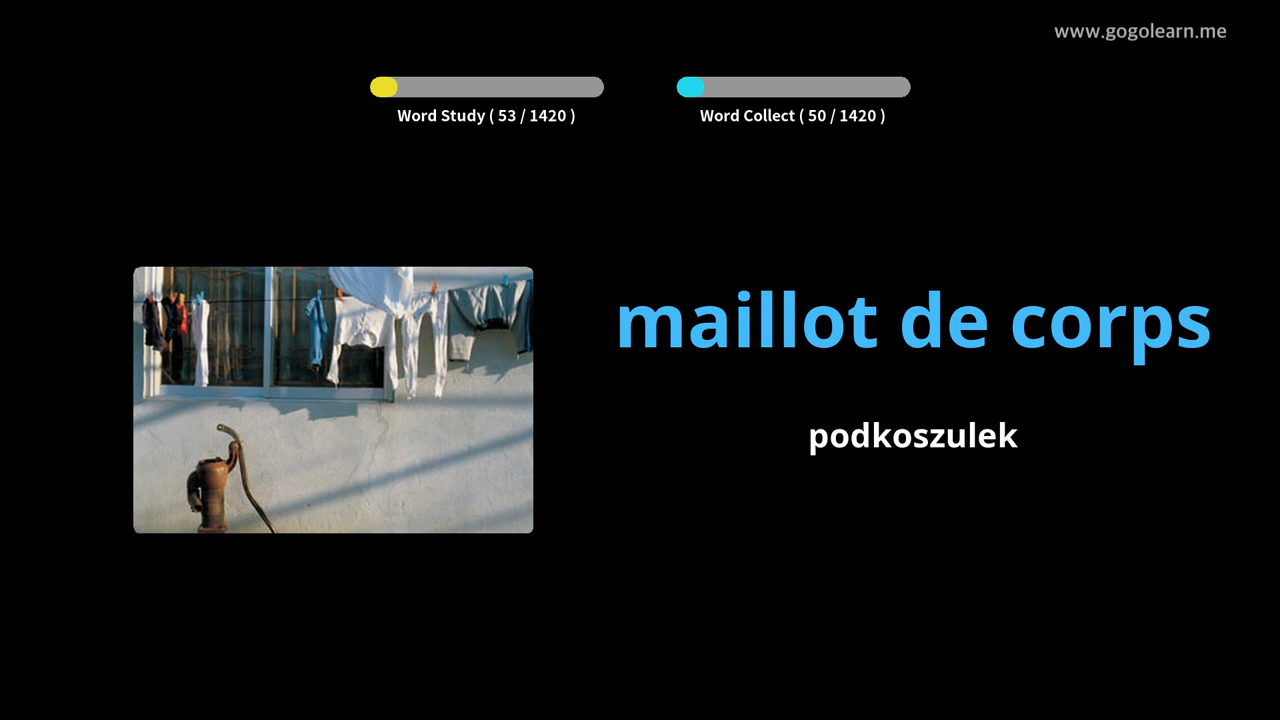 www.gogolearn.me
Word Study ( 53 / 1420 )
Word Collect ( 50 / 1420 )
maillot de corps
podkoszulek